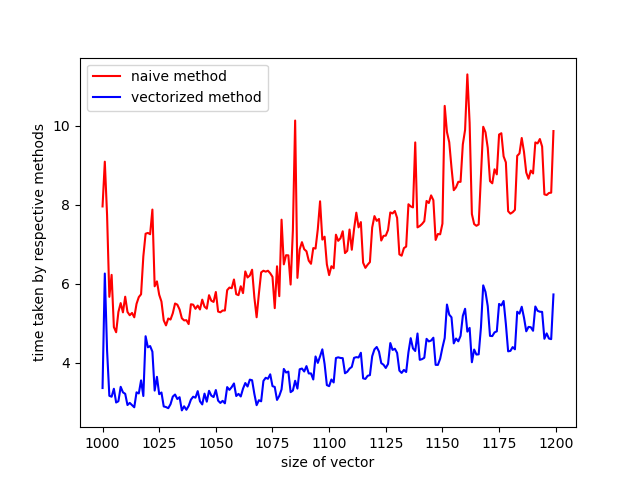 naive method
vectorized method
time taken by respective methods
10
8
6
4
1000 1025 1050 1075 1100 1125 1150 1175 1200
size of vector